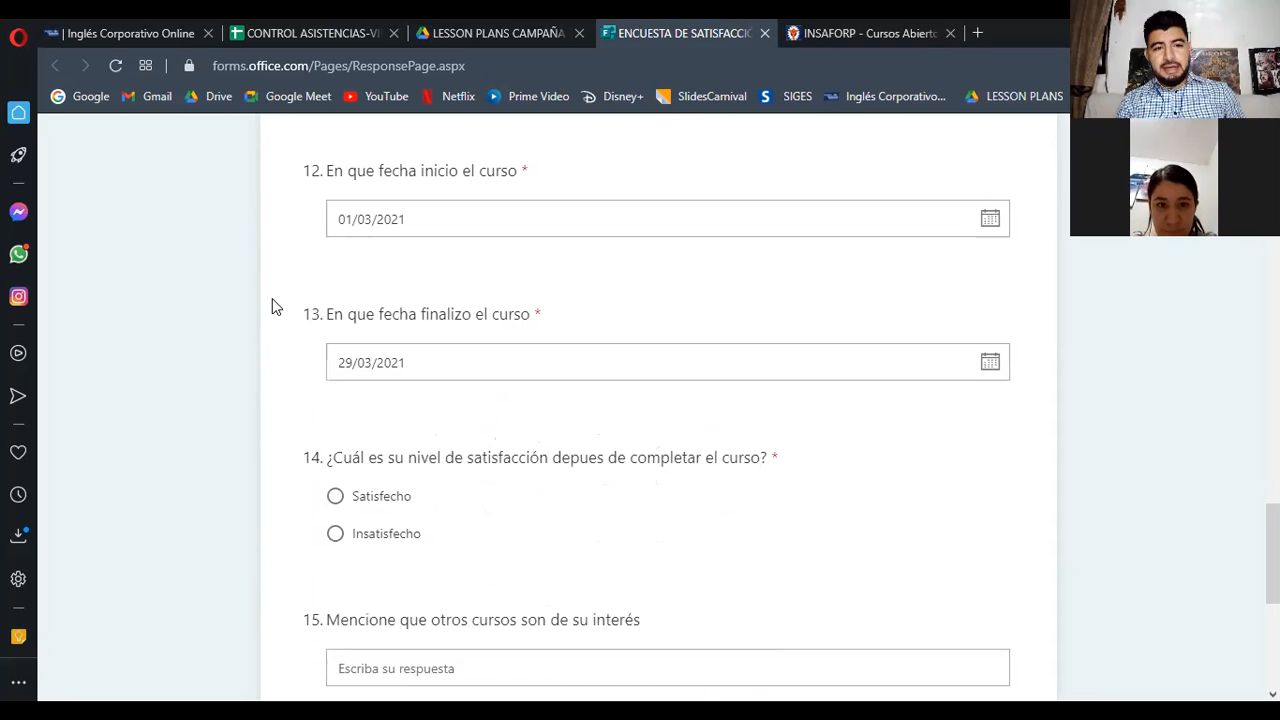 Inglés Corporativo Online
CONTROL ASISTENCIAS-VI
LESSON PLANS CAMPAÑA
ENCUESTA DE SATISFACCIÓ
INSAFORP - Cursos Abierto
forms.office.com/Pages/ResponsePage.aspx
Google
Gmail
Drive
Google Meet
YouTube
Netflix
Prime Video
Disney+
SlidesCarnival
SIGES
Inglés Corporativo...
LESSON PLANS
12. En que fecha inicio el curso *
01/03/2021
13. En que fecha finalizo el curso *
29/03/2021
14. ¿Cuál es su nivel de satisfacción depues de completar el curso? *
Satisfecho
Insatisfecho
15. Mencione que otros cursos son de su interés
Escriba su respuesta